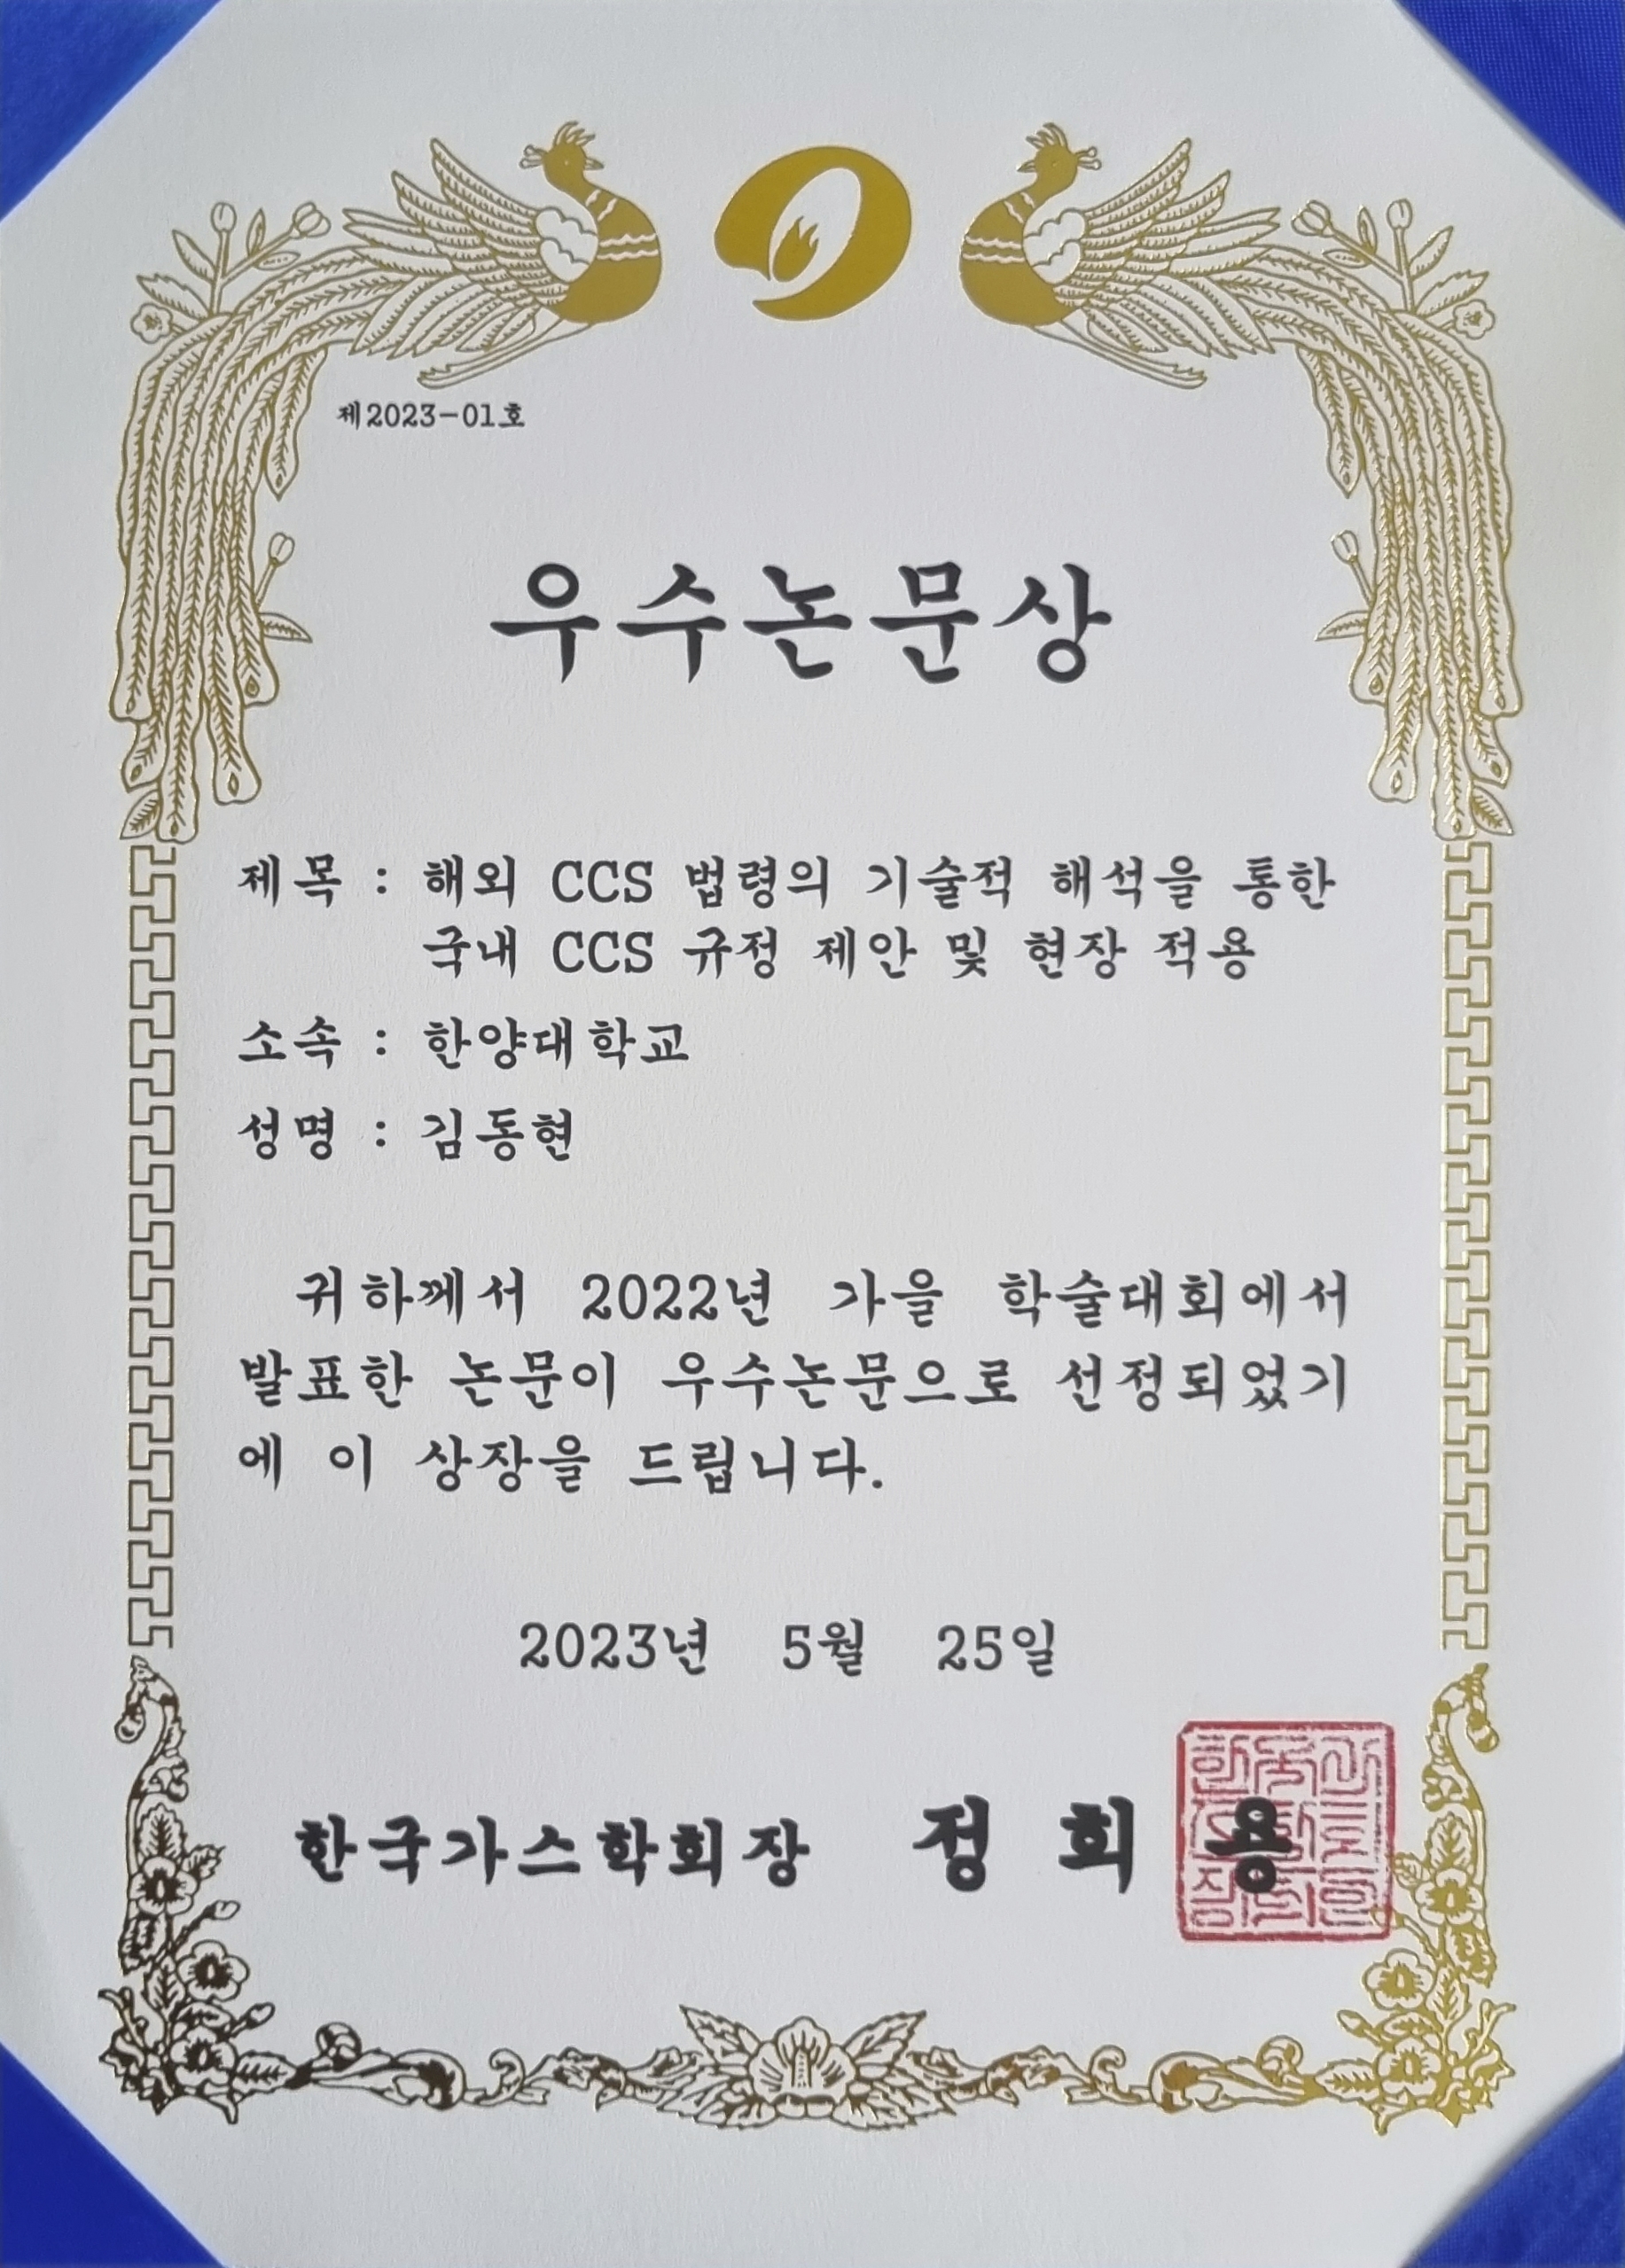 제2023-01호
우수논문상
제목 : 해외 CCS 법령의 기술적 해석을 통한
국내 CCS 규정 제안 및 현장 적용
소속 : 한양대학교
성명 : 김동현
귀하께서 2022년 가을 학술대회에서
발표한 논문이 우수논문으로 선정되었기
에 이 상장을 드립니다.
2023년 5월 25일
한국가스학회장 정 회 용